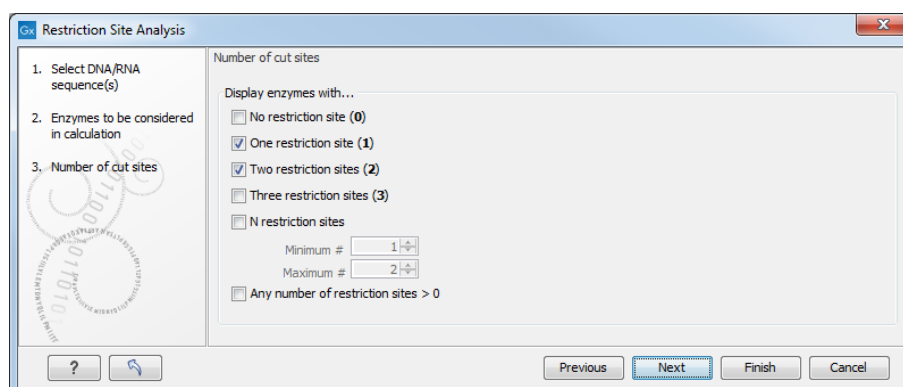 Gx Restriction Site Analysis
X
1. Select DNA/RNA
sequence(s)
2. Enzymes to be considered
in calculation
3. Number of cut sites
Number of cut sites
Display enzymes with...
No restriction site (0)
One restriction site (1)
Two restriction sites (2)
Three restriction sites (3)
N restriction sites
Minimum # 1
Maximum # 2
Any number of restriction sites > 0
?
Previous
Next
Finish
Cancel